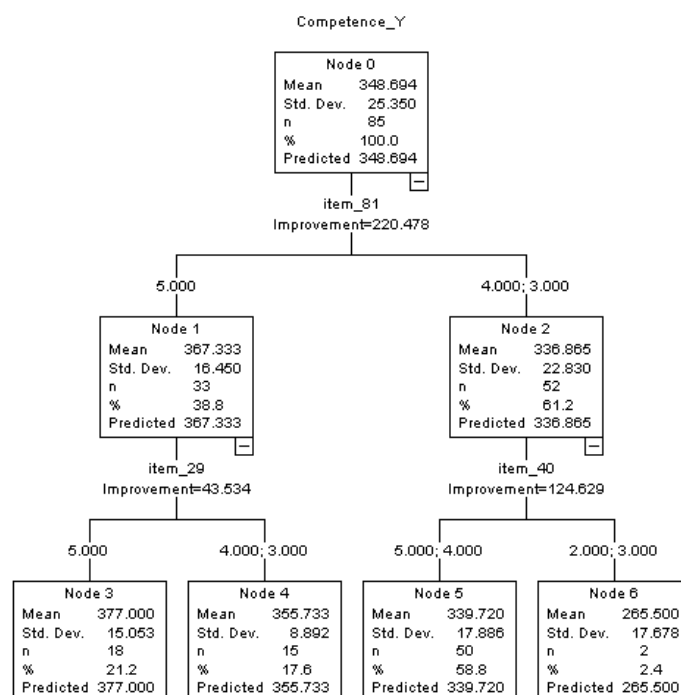 Competence_Y
Node 0
Mean 348.694
Std. Dev. 25.350
n 85
% 100.0
Predicted 348.694
item_81
Improvement=220.478
5.000
4.000; 3.000
Node 1
Mean 367.333
Std. Dev. 16.450
n 33
% 38.8
Predicted 367.333
Node 2
Mean 336.865
Std. Dev. 22.830
n 52
% 61.2
Predicted 336.865
item_29
Improvement=43.534
item_40
Improvement=124.629
5.000
4.000; 3.000
5.000; 4.000
2.000; 3.000
Node 3
Mean 377.000
Std. Dev. 15.053
n 18
% 21.2
Predicted 377.000
Node 4
Mean 355.733
Std. Dev. 8.892
n 15
% 17.6
Predicted 355.733
Node 5
Mean 339.720
Std. Dev. 17.886
n 50
% 58.8
Predicted 339.720
Node 6
Mean 265.500
Std. Dev. 17.678
n 2
% 2.4
Predicted 265.500